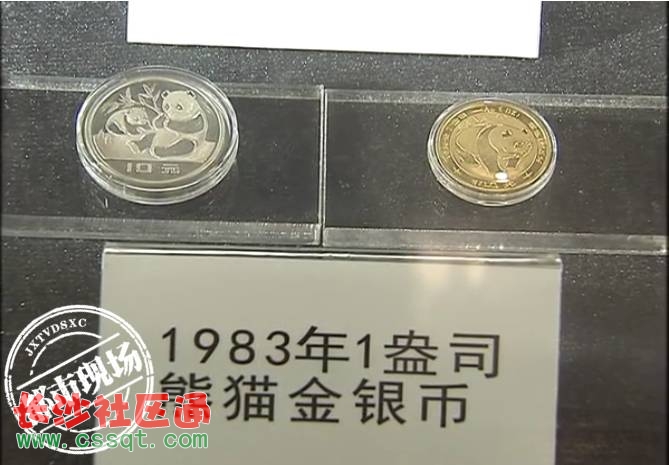 10元
1983年1盎司
熊猫金银币
JXTVDSXC
都市现场
长沙社区通
www.cssqt.com